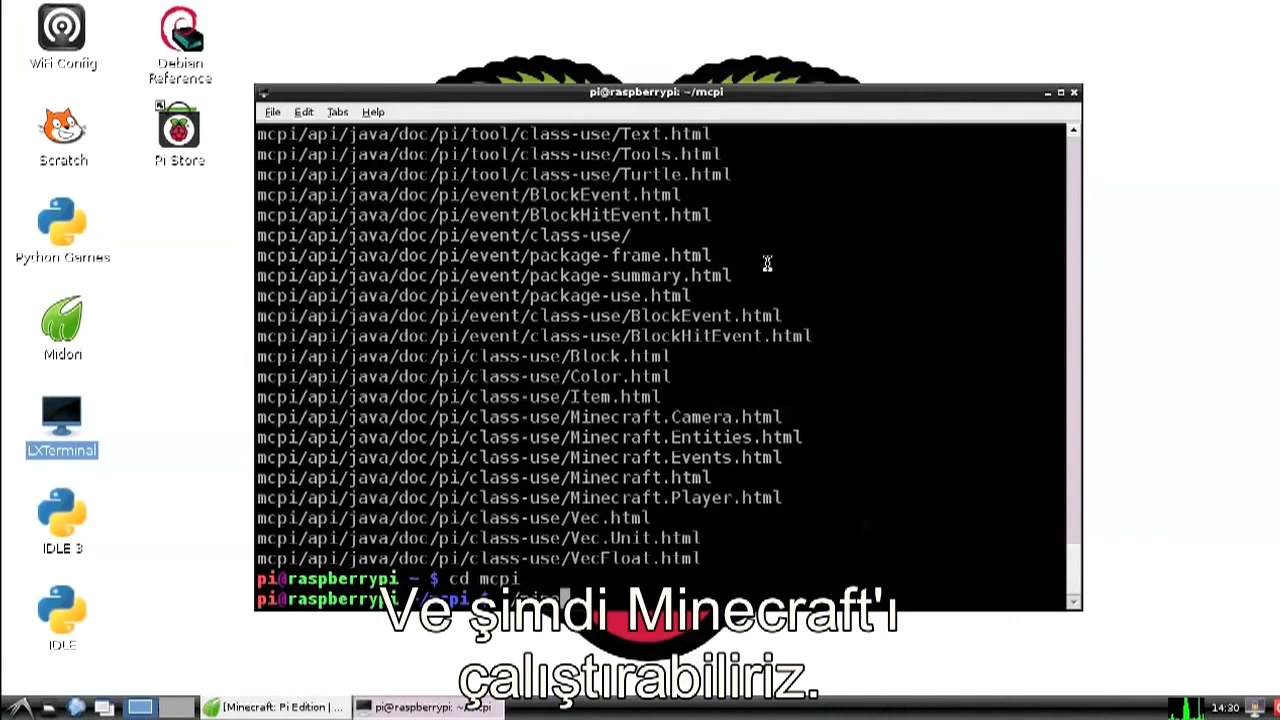 WiFi Config
Debian
Reference
Scratch
Pi Store
Python Games
Midori
LXTerminal
IDLE 3
IDLE
pi@raspberrypi: ~/mcpi
File Edit Tabs Help
mcpi/api/java/doc/pi/tool/class-use/Text.html
mcpi/api/java/doc/pi/tool/class-use/Tools.html
mcpi/api/java/doc/pi/tool/class-use/Turtle.html
mcpi/api/java/doc/pi/event/BlockEvent.html
mcpi/api/java/doc/pi/event/BlockHitEvent.html
mcpi/api/java/doc/pi/event/class-use/
mcpi/api/java/doc/pi/event/package-frame.html
mcpi/api/java/doc/pi/event/package-summary.html
mcpi/api/java/doc/pi/event/package-use.html
mcpi/api/java/doc/pi/event/class-use/BlockEvent.html
mcpi/api/java/doc/pi/event/class-use/BlockHitEvent.html
mcpi/api/java/doc/pi/class-use/Block.html
mcpi/api/java/doc/pi/class-use/Color.html
mcpi/api/java/doc/pi/class-use/Item.html
mcpi/api/java/doc/pi/class-use/Minecraft.Camera.html
mcpi/api/java/doc/pi/class-use/Minecraft.Entities.html
mcpi/api/java/doc/pi/class-use/Minecraft.Events.html
mcpi/api/java/doc/pi/class-use/Minecraft.html
mcpi/api/java/doc/pi/class-use/Minecraft.Player.html
mcpi/api/java/doc/pi/class-use/Vec.html
mcpi/api/java/doc/pi/class-use/Vec.Unit.html
mcpi/api/java/doc/pi/class-use/VecFloat.html
pi@raspberrypi ~ $ cd mcpi
pi@raspberrypi
Ve şimdi Minecraft'ı
çalıştırabiliriz.
[Minecraft: Pi Edition | ...
pi@raspberrypi: ~/mcpi
14:30